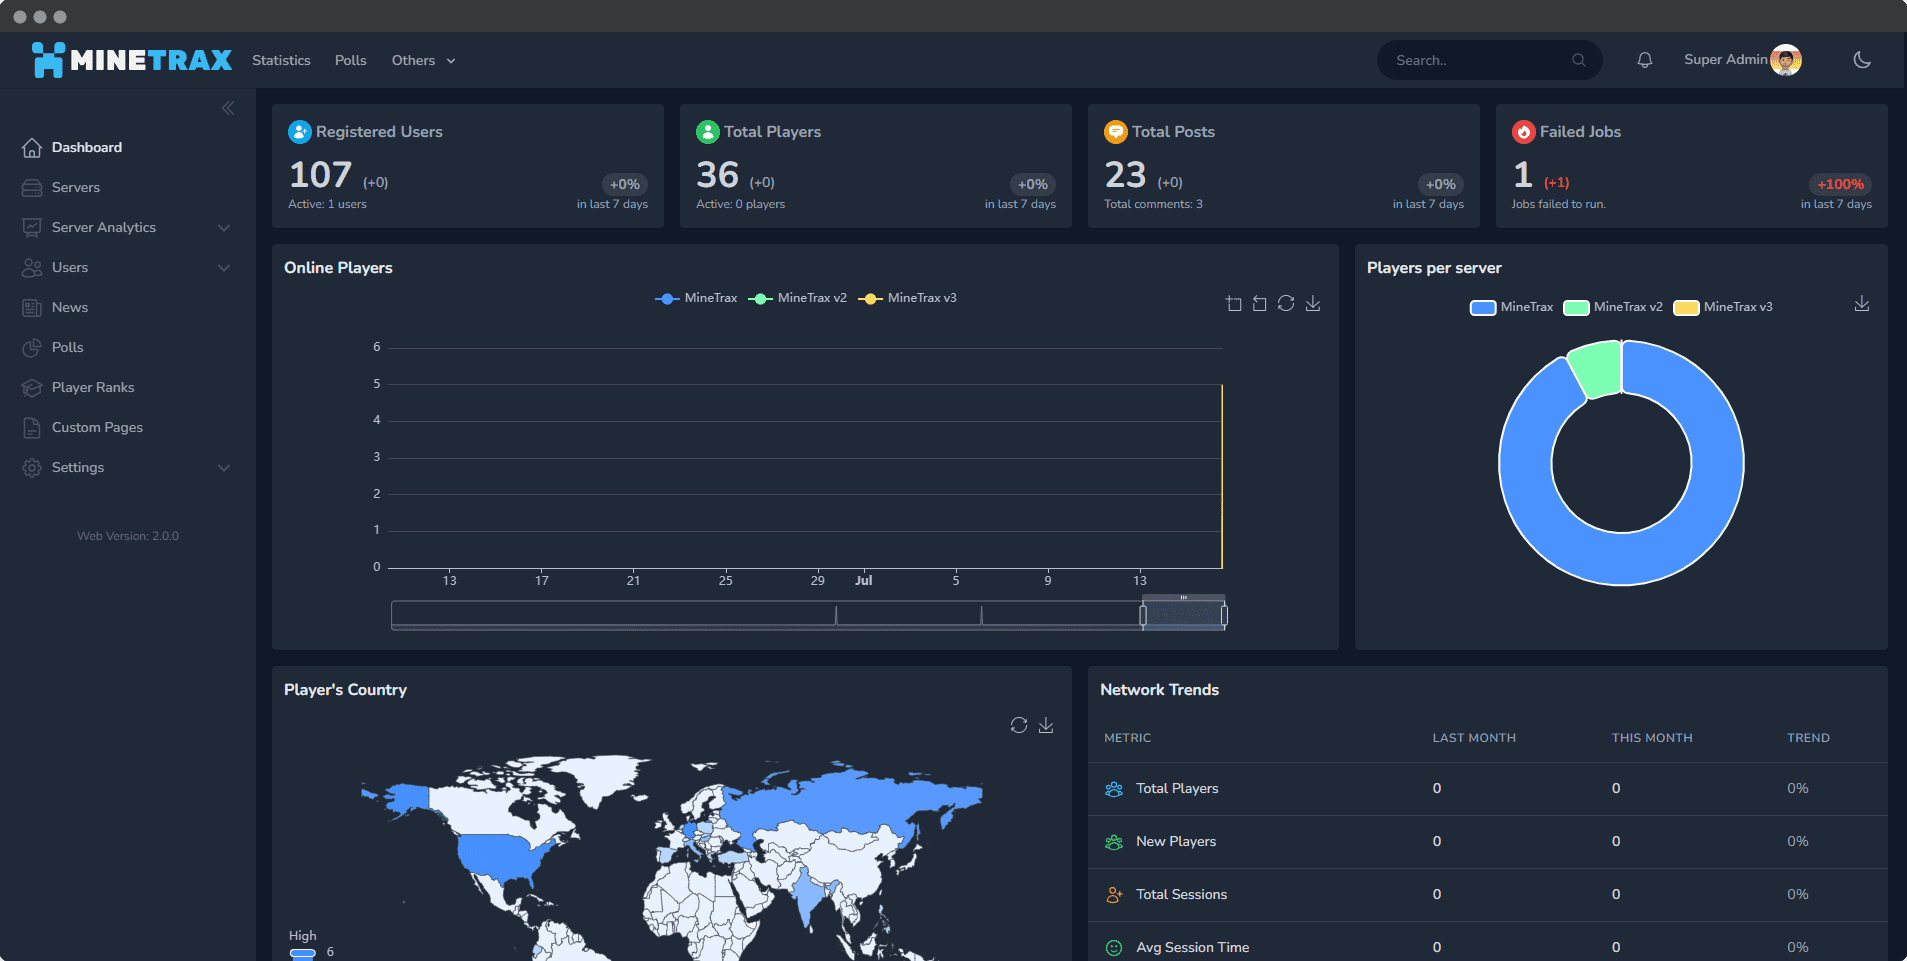 MINETRAX
Statistics
Polls
Others
Search..
Super Admin
Dashboard
Servers
Server Analytics
Users
News
Polls
Player Ranks
Custom Pages
Settings
Web Version: 2.0.0
Registered Users
107 (+0)
+0%
Active: 1 users
in last 7 days
Total Players
36 (+0)
+0%
Active: 0 players
in last 7 days
Total Posts
23 (+0)
+0%
Total comments: 3
in last 7 days
Failed Jobs
1 (+1)
+100%
Jobs failed to run.
in last 7 days
Online Players
MineTrax MineTrax v2 MineTrax v3
6
5
4
3
2
1
0
13 17 21 25 29 Jul 5 9 13
Players per server
MineTrax MineTrax v2 MineTrax v3
Player's Country
High
6
Network Trends
METRIC LAST MONTH THIS MONTH TREND
Total Players 0 0 0%
New Players 0 0 0%
Total Sessions 0 0 0%
Avg Session Time 0 0 0%